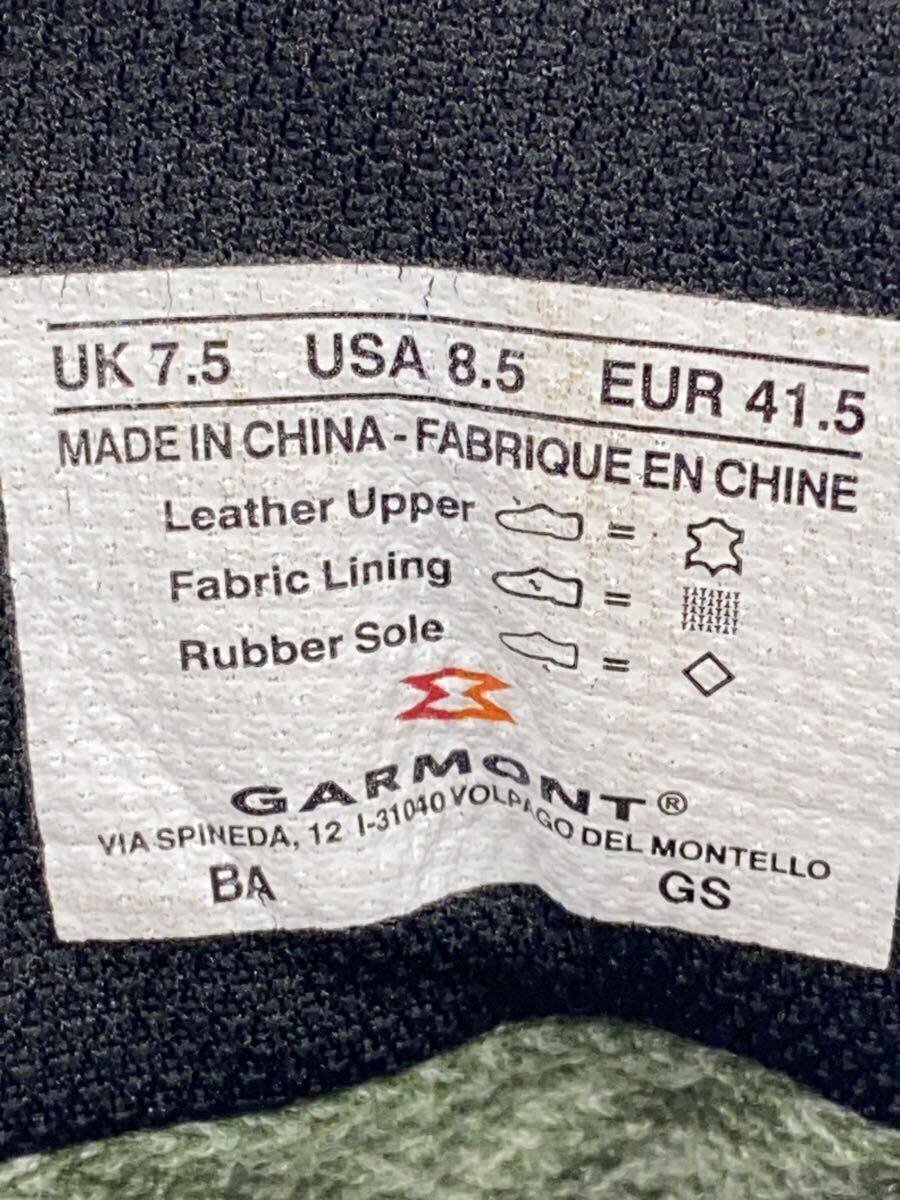 UK 7.5 USA 8.5 EUR 41.5
MADE IN CHINA - FABRIQUE EN CHINE
Leather Upper =
Fabric Lining =
Rubber Sole =
GARMONT®
VIA SPINEDA, 12 I-31040 VOLPAGO DEL MONTELLO
BA GS